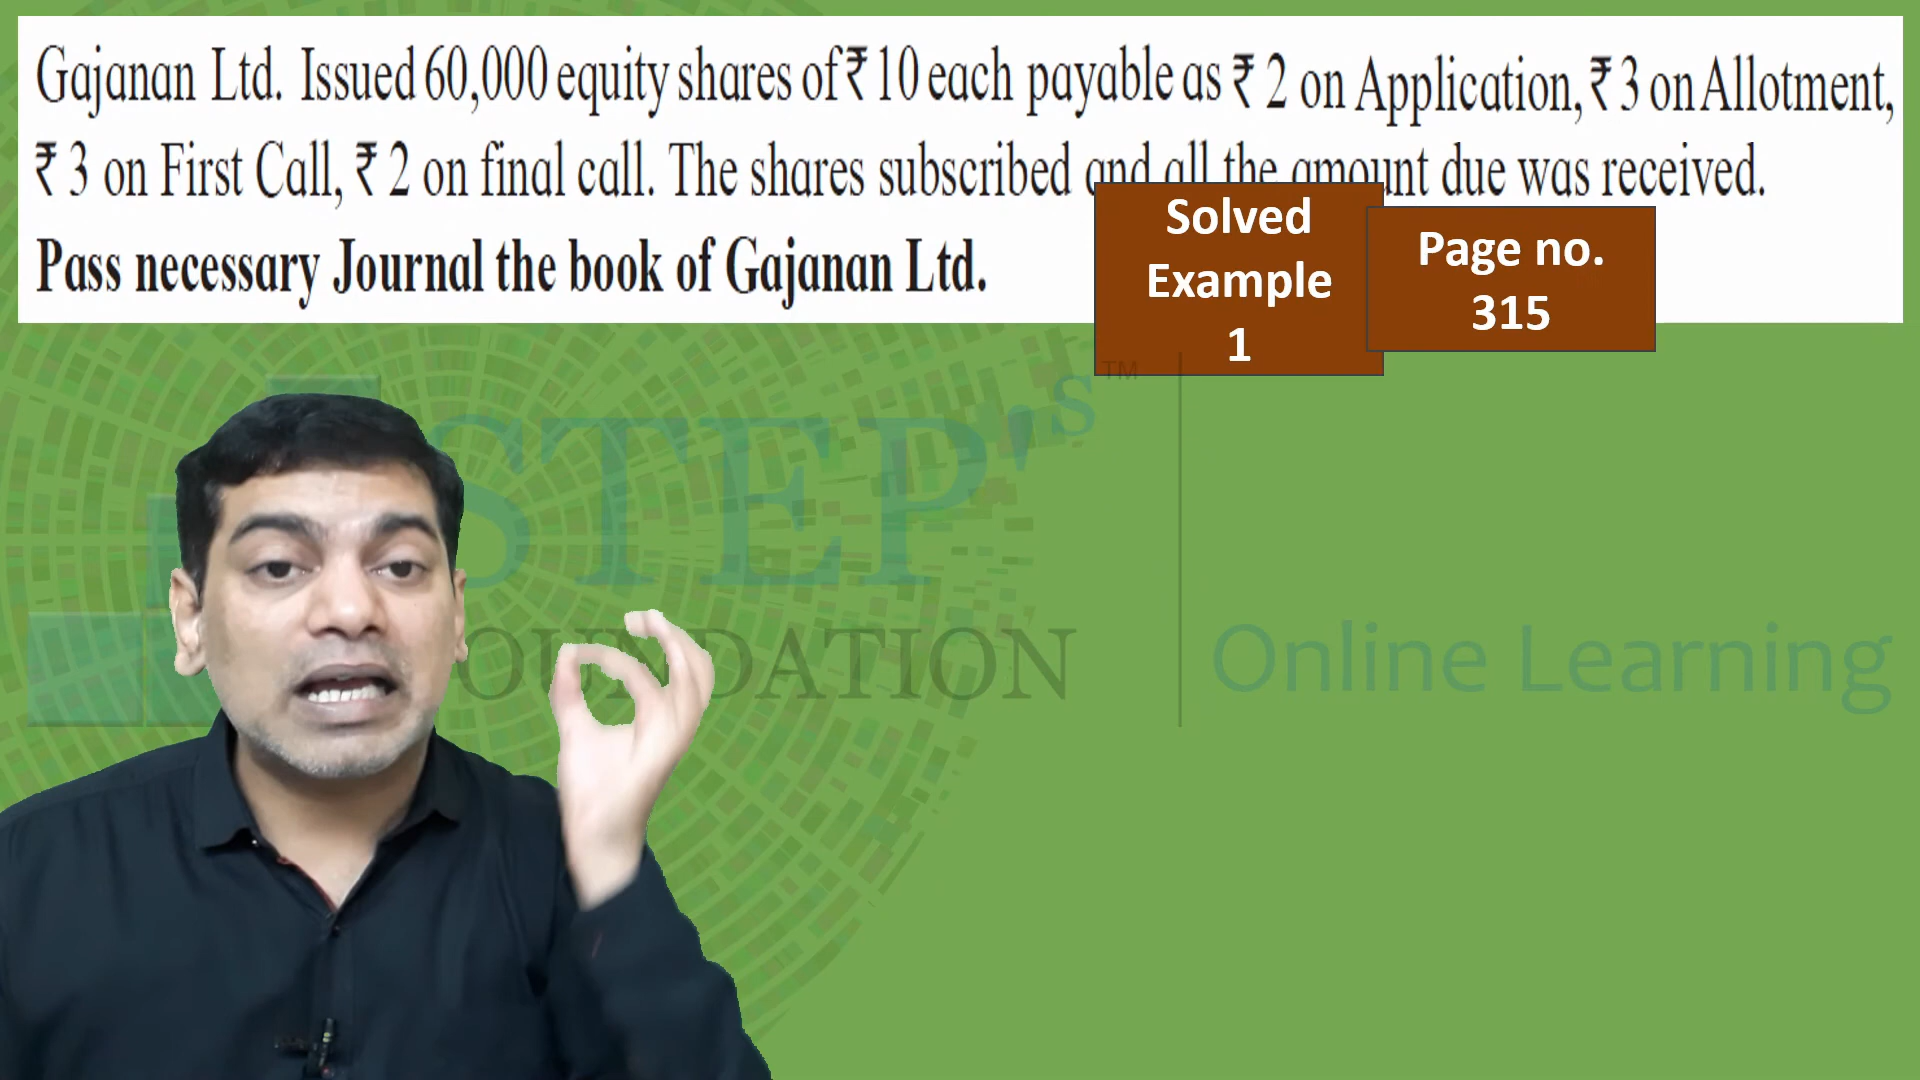 Gajanan Ltd. Issued 60,000 equity shares of ₹ 10 each payable as ₹ 2 on Application, ₹ 3 on Allotment,
₹ 3 on First Call, ₹ 2 on final call. The shares subscribed and all the amount due was received.
Pass necessary Journal the book of Gajanan Ltd.
Solved
Example
1
Page no.
315
STEP's™
FOUNDATION
Online Learning